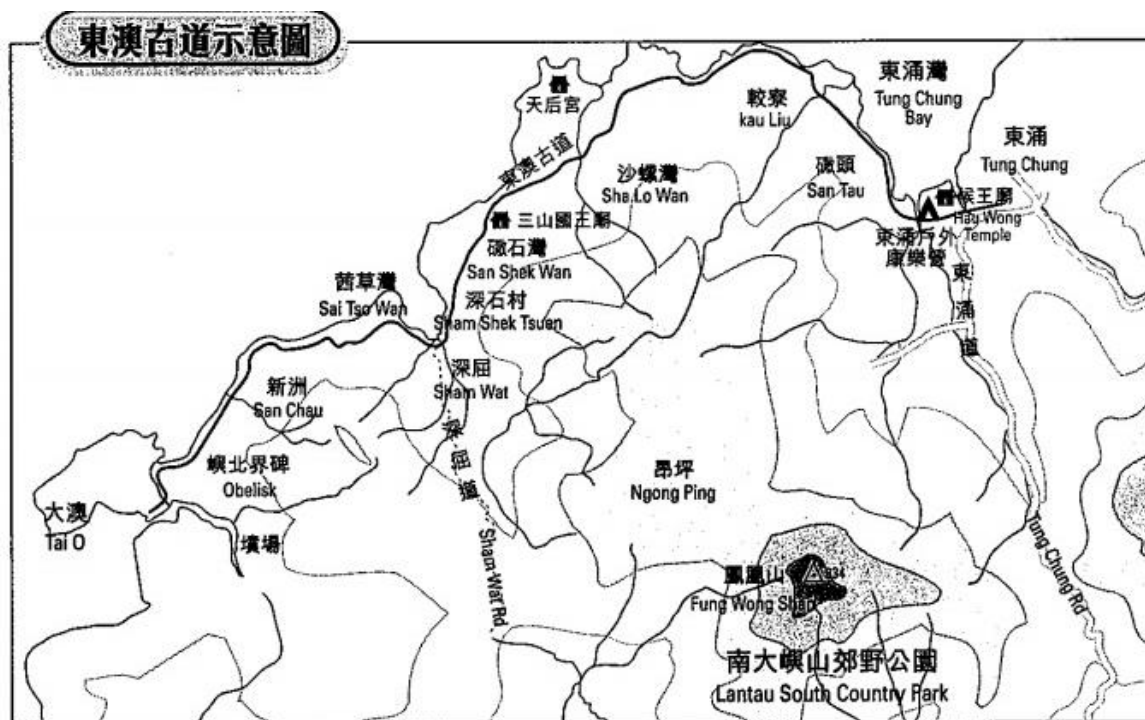 東澳古道示意圖
天后宮
東澳古道
較寮
kau Liu
東涌灣
Tung Chung
Bay
東涌
Tung Chung
沙螺灣
Sha Lo Wan
磡頭
San Tau
候王廟
Hau Wong
Temple
東涌戶外
康樂營
三山國王廟
磡石灣
San Shek Wan
茜草灣
Sai Tso Wan
深石村
Sham Shek Tsuen
東涌道
深屈
Sham Wat
新洲
San Chau
深屈道
嶼北界碑
Obelisk
昂坪
Ngong Ping
大澳
Tai O
墳場
Sham Wat Rd
Tung Chung Rd
鳳凰山
934
Fung Wong Shan
南大嶼山郊野公園
Lantau South Country Park